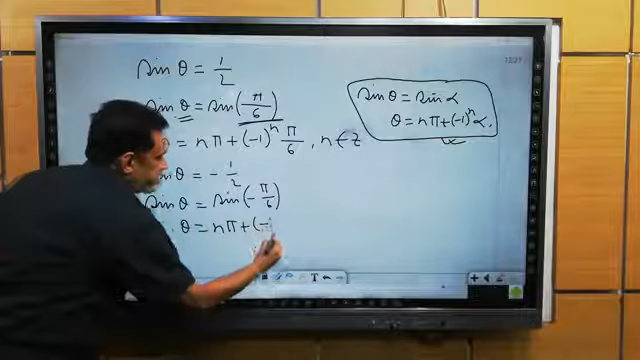 sin θ = 1/2
sin θ = sin(π/6)
= nπ + (-1)^n π/6 , n ∈ Z
sin θ = - 1/2
sin θ = sin(- π/6)
θ = nπ + (-
sin θ = sin α
θ = nπ + (-1)^n α.
T